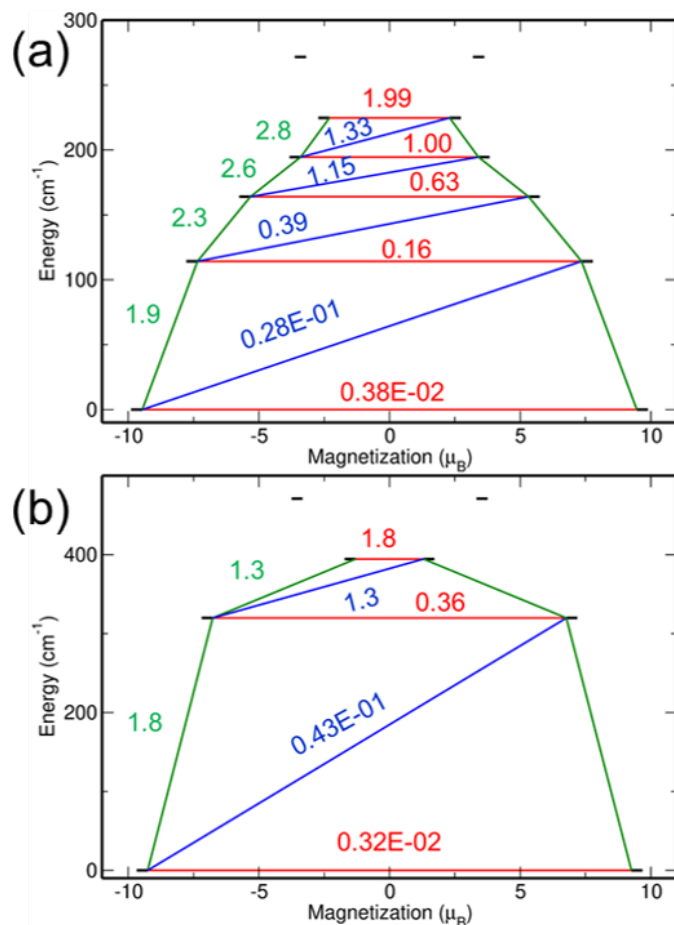 (a)
300
200
100
0
Energy (cm⁻¹)
1.99
2.8
1.33
1.00
2.6
1.15
0.63
2.3
0.39
0.16
1.9
0.28E-01
0.38E-02
-10 -5 0 5 10
Magnetization (μB)
(b)
400
200
0
Energy (cm⁻¹)
1.8
1.3
1.3
0.36
1.8
0.43E-01
0.32E-02
-10 -5 0 5 10
Magnetization (μB)